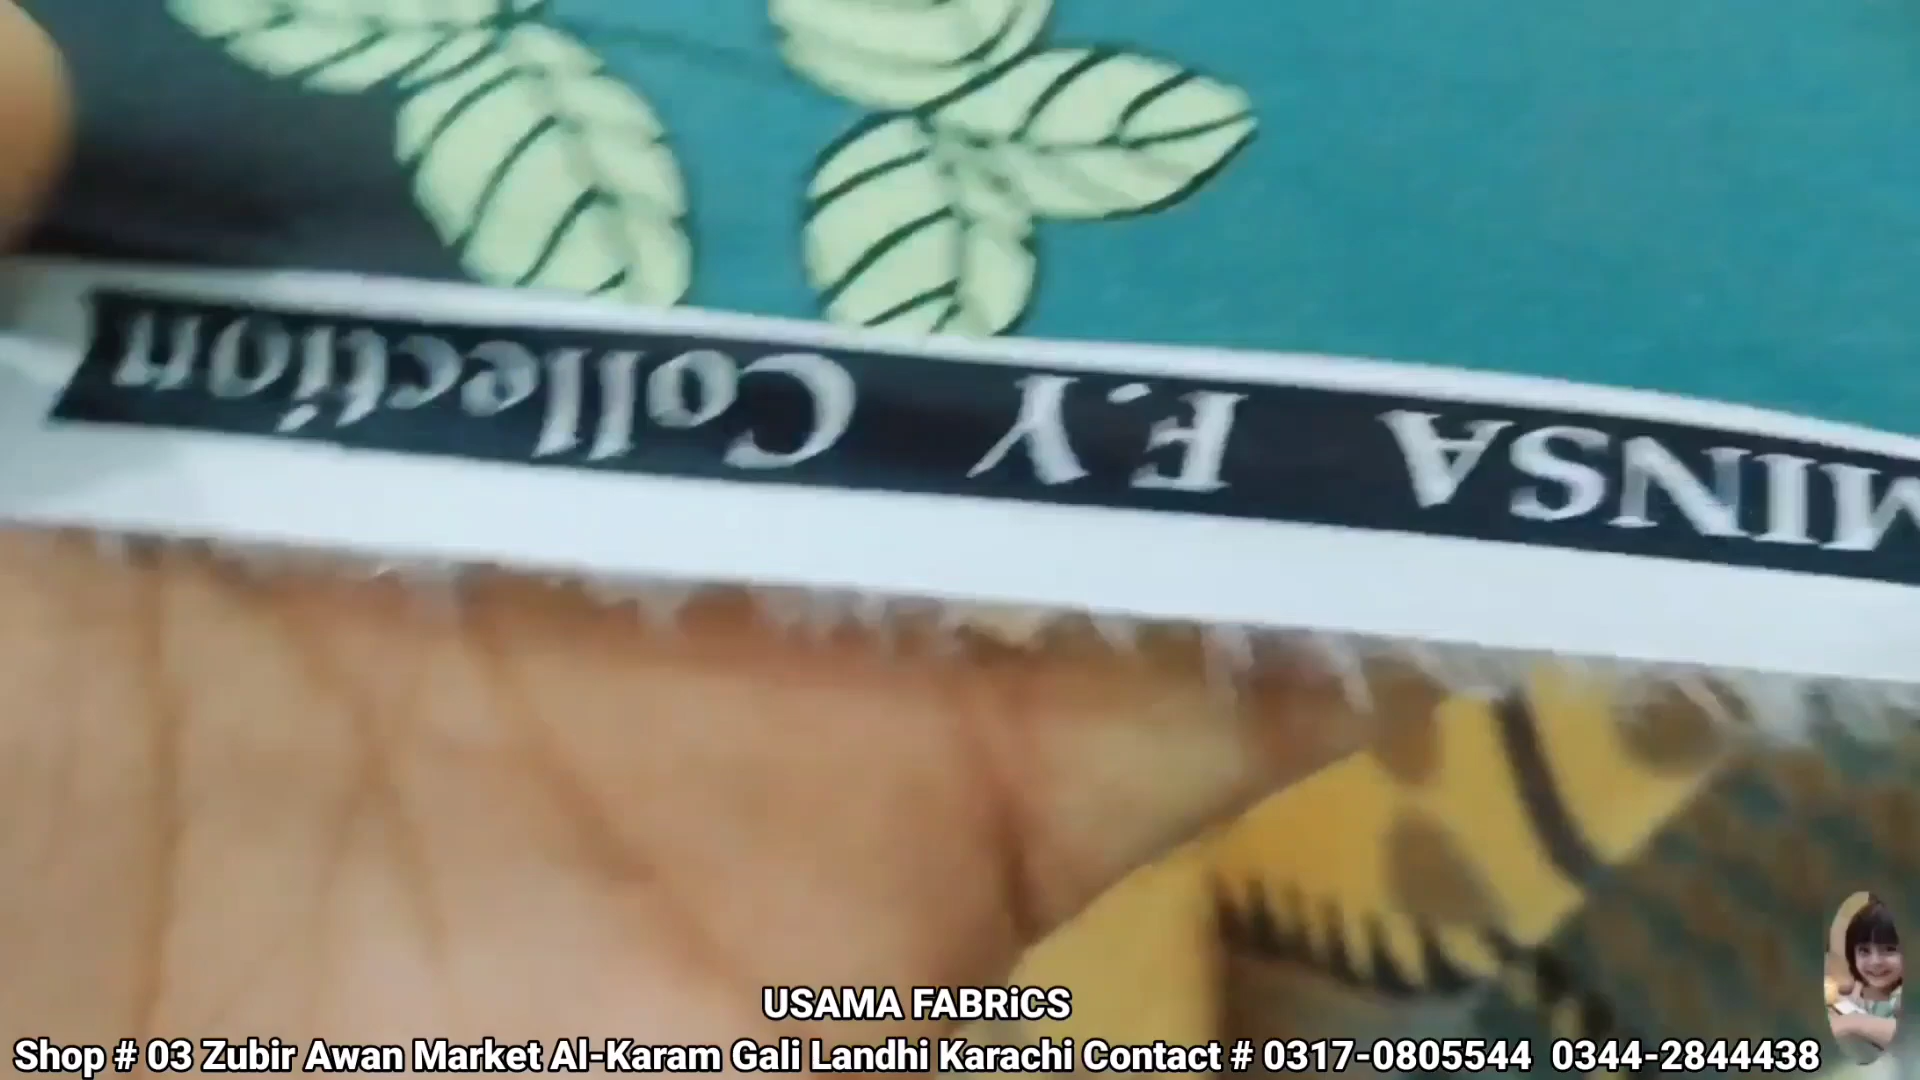 MINSA F.Y Collection
USAMA FABRiCS
Shop # 03 Zubir Awan Market Al-Karam Gali Landhi Karachi Contact # 0317-0805544 0344-2844438